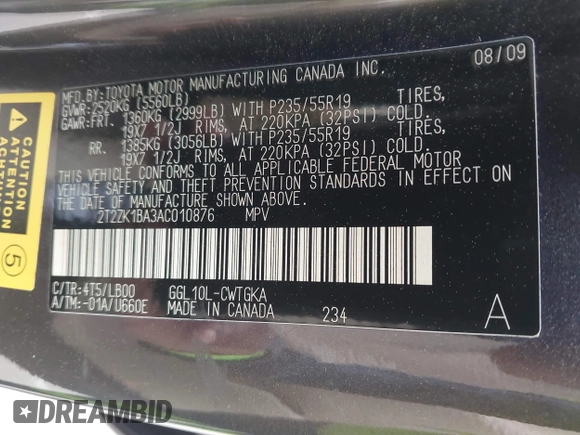 08/09
MFD.BY:TOYOTA MOTOR MANUFACTURING CANADA INC.
GVWR:2520KG (5560LB)
GAWR:FRT. 1360KG (2999LB) WITH P235/55R19 TIRES,
19X7 1/2J RIMS, AT 220KPA (32PSI) COLD.
RR. 1385KG (3056LB) WITH P235/55R19 TIRES,
19X7 1/2J RIMS, AT 220KPA (32PSI) COLD.
THIS VEHICLE CONFORMS TO ALL APPLICABLE FEDERAL MOTOR
VEHICLE SAFETY AND THEFT PREVENTION STANDARDS IN EFFECT ON
THE DATE OF MANUFACTURE SHOWN ABOVE.
2T2ZK1BA3AC010876 MPV
C/TR:4T5/LB00 GGL10L-CWTGKA
A/TM:-01A/U660E MADE IN CANADA 234 A
CAUTION
ATTENTION
5
DREAMBID